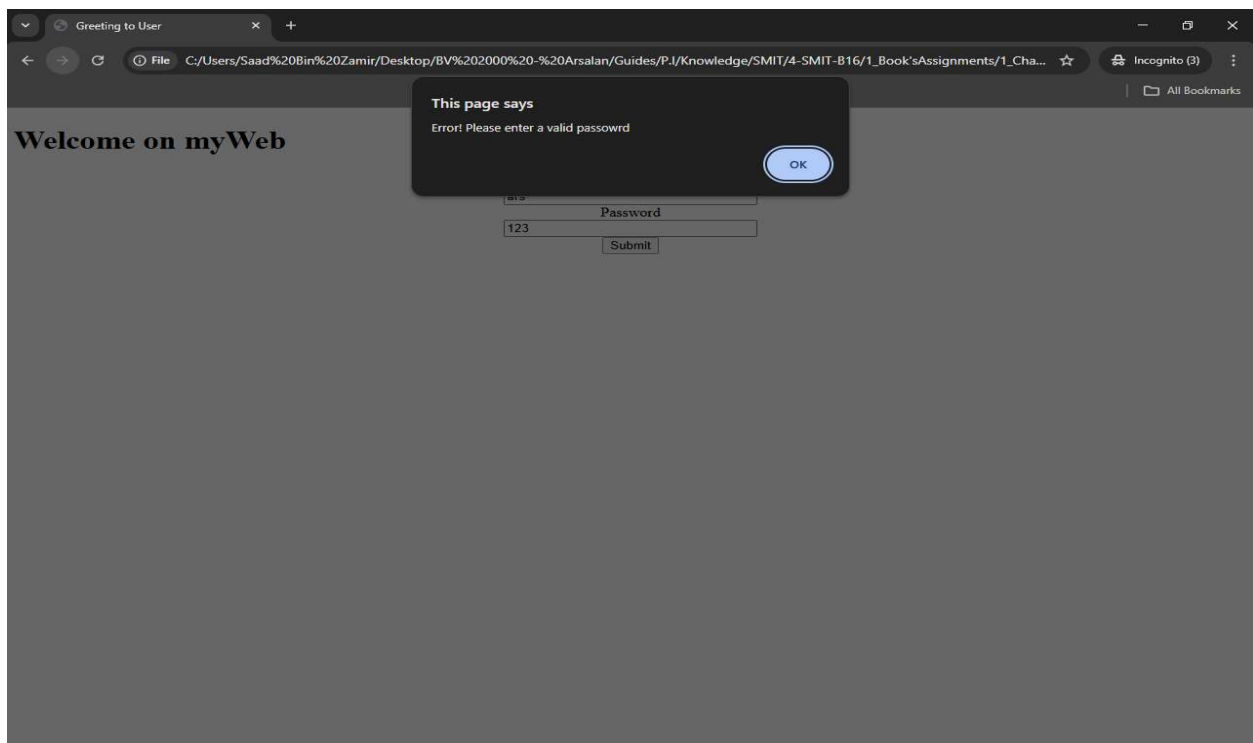 Greeting to User
File C:/Users/Saad%20Bin%20Zamir/Desktop/BV%202000%20-%20Arsalan/Guides/P.I/Knowledge/SMIT/4-SMIT-B16/1_Book'sAssignments/1_Cha... Incognito (3)
All Bookmarks
This page says
Error! Please enter a valid passowrd
OK
Welcome on myWeb
Password
123
Submit